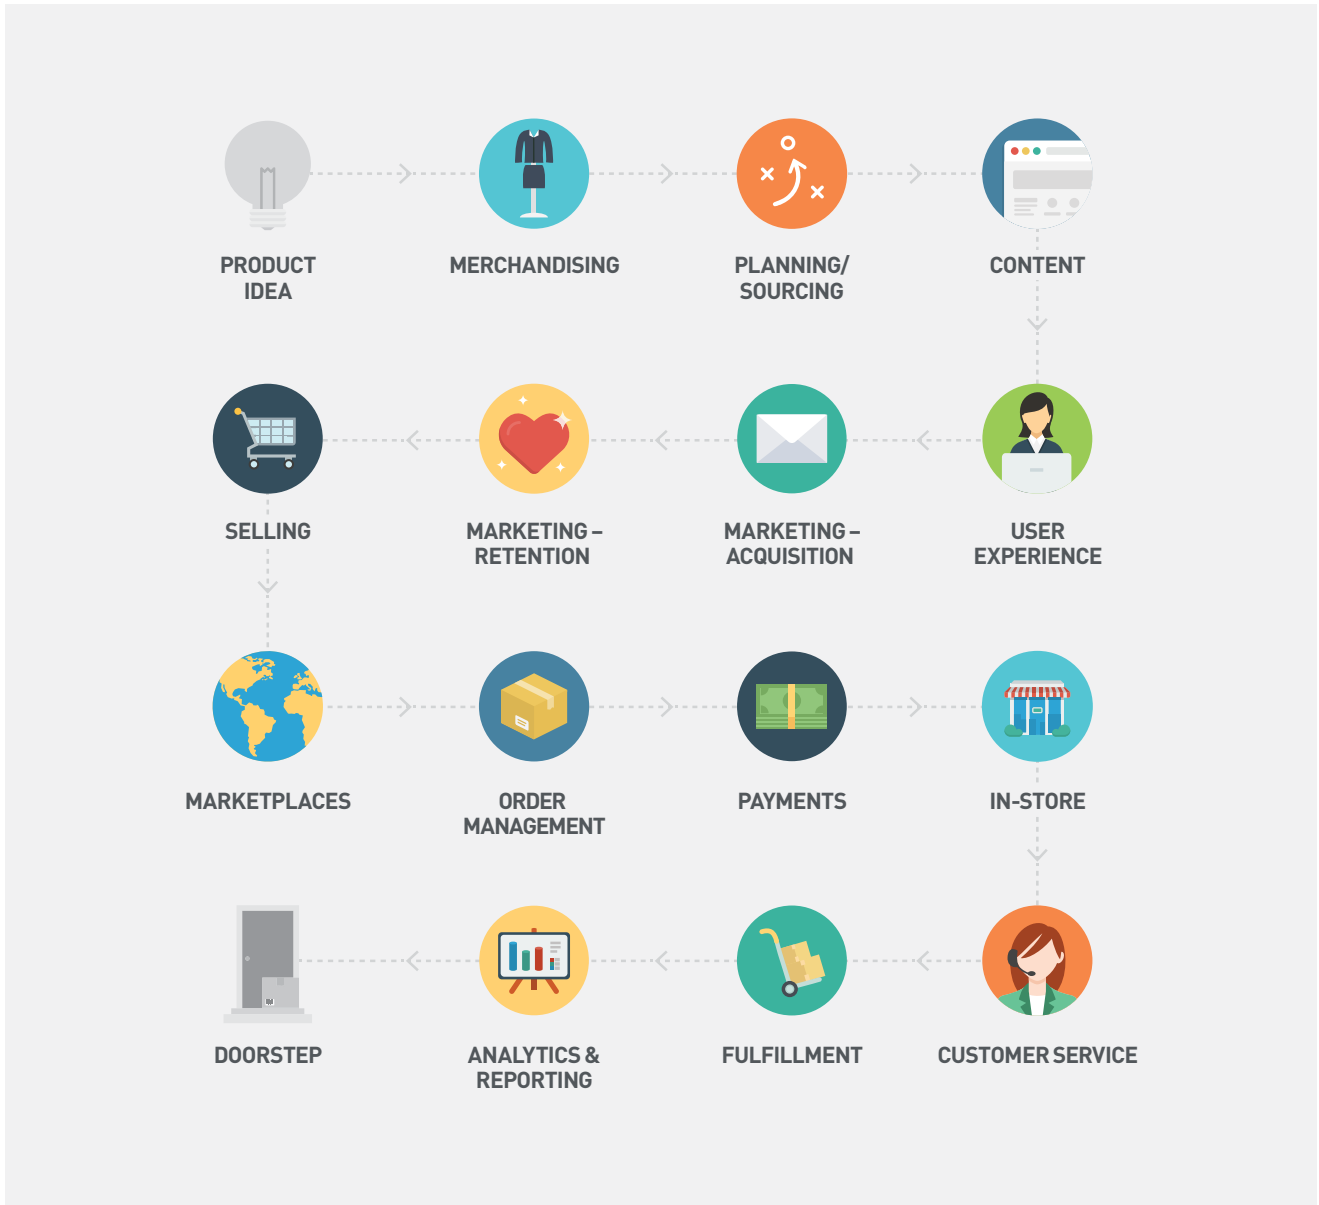 PRODUCT
IDEA
MERCHANDISING
PLANNING/
SOURCING
CONTENT
USER
EXPERIENCE
MARKETING –
ACQUISITION
MARKETING –
RETENTION
SELLING
MARKETPLACES
ORDER
MANAGEMENT
PAYMENTS
IN-STORE
CUSTOMER SERVICE
FULFILLMENT
ANALYTICS &
REPORTING
DOORSTEP